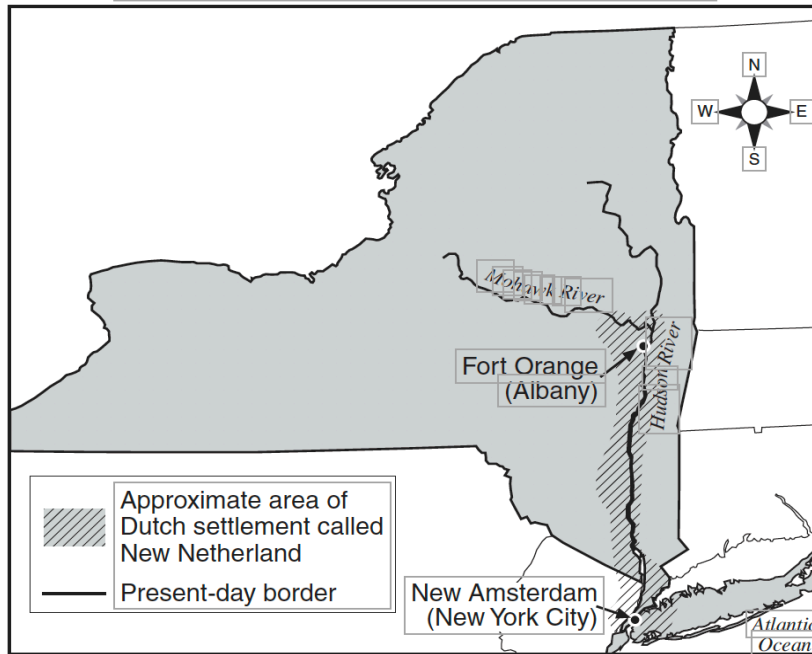 N
W
E
S
Mohawk River
Hudson River
Fort Orange
(Albany)
Approximate area of
Dutch settlement called
New Netherland
Present-day border
New Amsterdam
(New York City)
Atlantic
Ocean